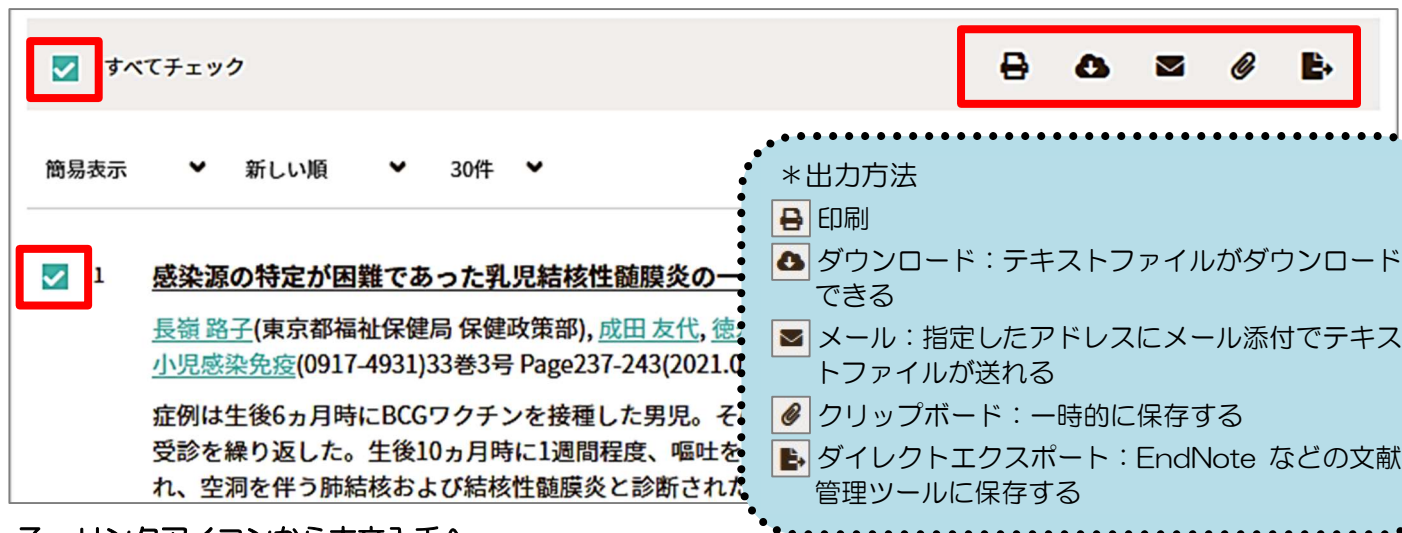 すべてチェック
簡易表示 新しい順 30件
1 感染源の特定が困難であった乳児結核性髄膜炎の一
長嶺 路子(東京都福祉保健局 保健政策部), 成田 友代, 徳
小児感染免疫(0917-4931)33巻3号 Page237-243(2021.0
症例は生後6ヵ月時にBCGワクチンを接種した男児。そ
受診を繰り返した。生後10ヵ月時に1週間程度、嘔吐を
れ、空洞を伴う肺結核および結核性髄膜炎と診断された
＊出力方法
印刷
ダウンロード：テキストファイルがダウンロード
できる
メール：指定したアドレスにメール添付でテキス
トファイルが送れる
クリップボード：一時的に保存する
ダイレクトエクスポート：EndNote などの文献
管理ツールに保存する